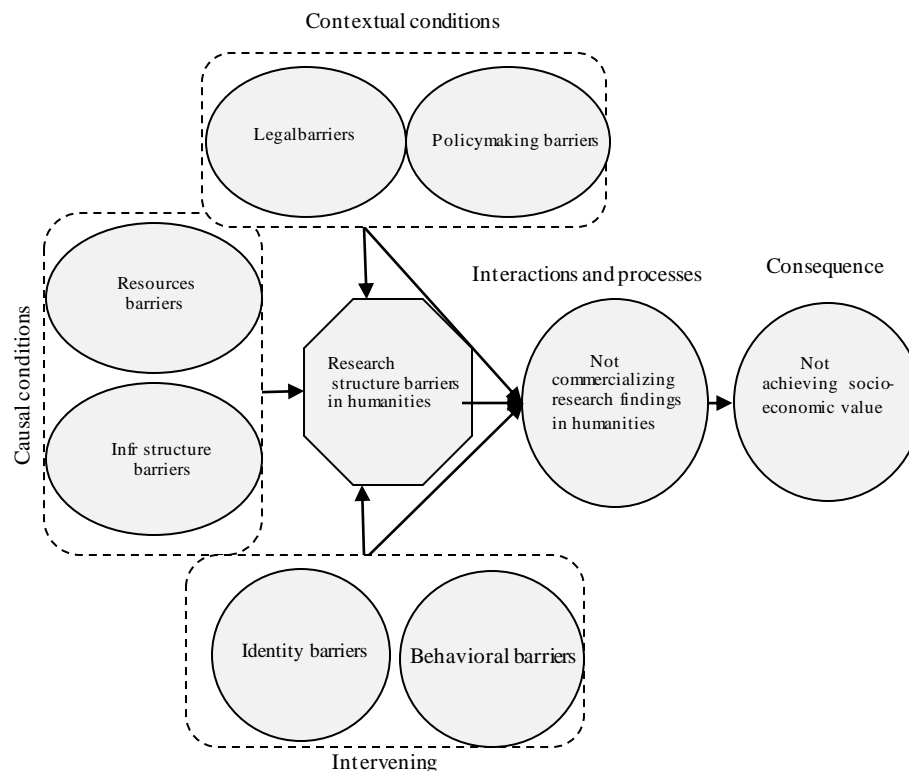 Contextual conditions
Legalbarriers
Policymaking barriers
Causal conditions
Resources
barriers
Infr structure
barriers
Research
structure barriers
in humanities
Interactions and processes
Not
commercializing
research findings
in humanities
Consequence
Not
achieving socio-
economic value
Identity barriers
Behavioral barriers
Intervening